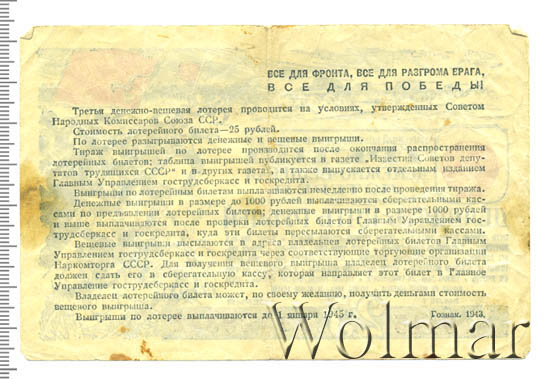 ВСЕ ДЛЯ ФРОНТА, ВСЕ ДЛЯ РАЗГРОМА ВРАГА,
ВСЕ ДЛЯ ПОБЕДЫ!
Третья денежно-вещевая лотерея проводится на условиях, утверждённых Советом
Народных Комиссаров Союза ССР.
Стоимость лотерейного билета—25 рублей.
По лотерее разыгрываются денежные и вещевые выигрыши.
Тираж выигрышей по лотерее производится после окончания распространения
лотерейных билетов; таблица выигрышей публикуется в газете „Известия Советов депу-
татов трудящихся СССР" и в других газетах, а также выпускается отдельным изданием
Главным Управлением гострудсберкасс и госкредита.
Выигрыши по лотерейным билетам выплачиваются немедленно после проведения тиража.
Денежные выигрыши в размере до 1000 рублей выплачиваются сберегательными кас-
сами по предъявлении лотерейных билетов; денежные выигрыши в размере 1000 рублей
и выше выплачиваются после проверки лотерейных билетов Главным Управлением гос-
трудсберкасс и госкредита, куда эти билеты пересылаются сберегательными кассами.
Вещевые выигрыши высылаются в адреса владельцев лотерейных билетов Главным
Управлением гострудсберкасс и госкредита через соответствующие торгующие организации
Наркомторга СССР. Для получения вещевого выигрыша владелец лотерейного билета
должен сдать его в сберегательную кассу, которая направляет этот билет в Главное
Управление гострудсберкасс и госкредита.
Владелец лотерейного билета может, по своему желанию, получить деньгами стоимость
вещевого выигрыша.
Выигрыши по лотерее выплачиваются до 1 января 1945 г.
Гознак. 1943.
Wolmar